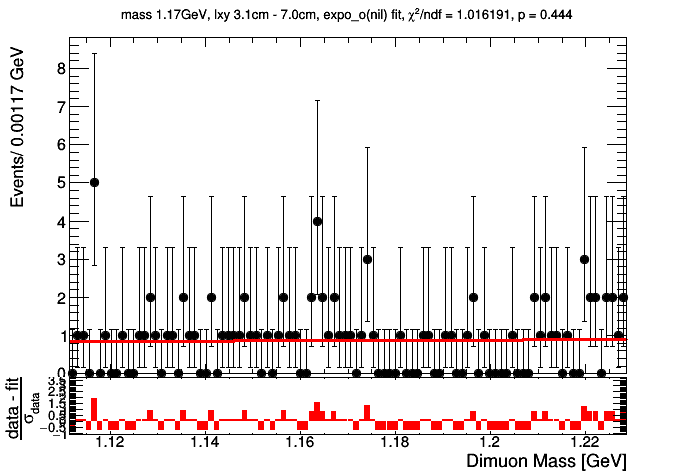 mass 1.17GeV, lxy 3.1cm - 7.0cm, expo_o(nil) fit, χ²/ndf = 1.016191, p = 0.444
Events/ 0.00117 GeV
8
7
6
5
4
3
2
1
0
data - fit
σdata
1.12 1.14 1.16 1.18 1.2 1.22
Dimuon Mass [GeV]